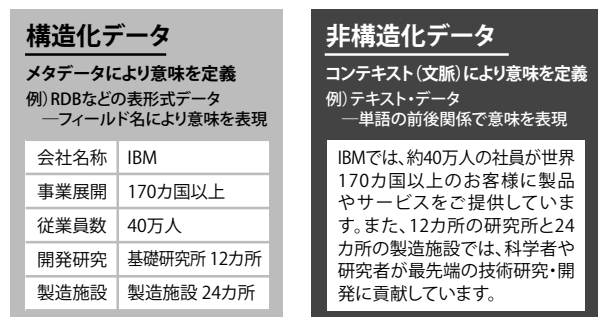 構造化データ
メタデータにより意味を定義
例）RDBなどの表形式データ
―フィールド名により意味を表現
会社名称 IBM
事業展開 170カ国以上
従業員数 40万人
開発研究 基礎研究所 12カ所
製造施設 製造施設 24カ所
非構造化データ
コンテキスト（文脈）により意味を定義
例）テキスト・データ
―単語の前後関係で意味を表現
IBMでは、約40万人の社員が世界
170カ国以上のお客様に製品
やサービスをご提供していま
す。また、12カ所の研究所と24
カ所の製造施設では、科学者や
研究者が最先端の技術研究・開
発に貢献しています。